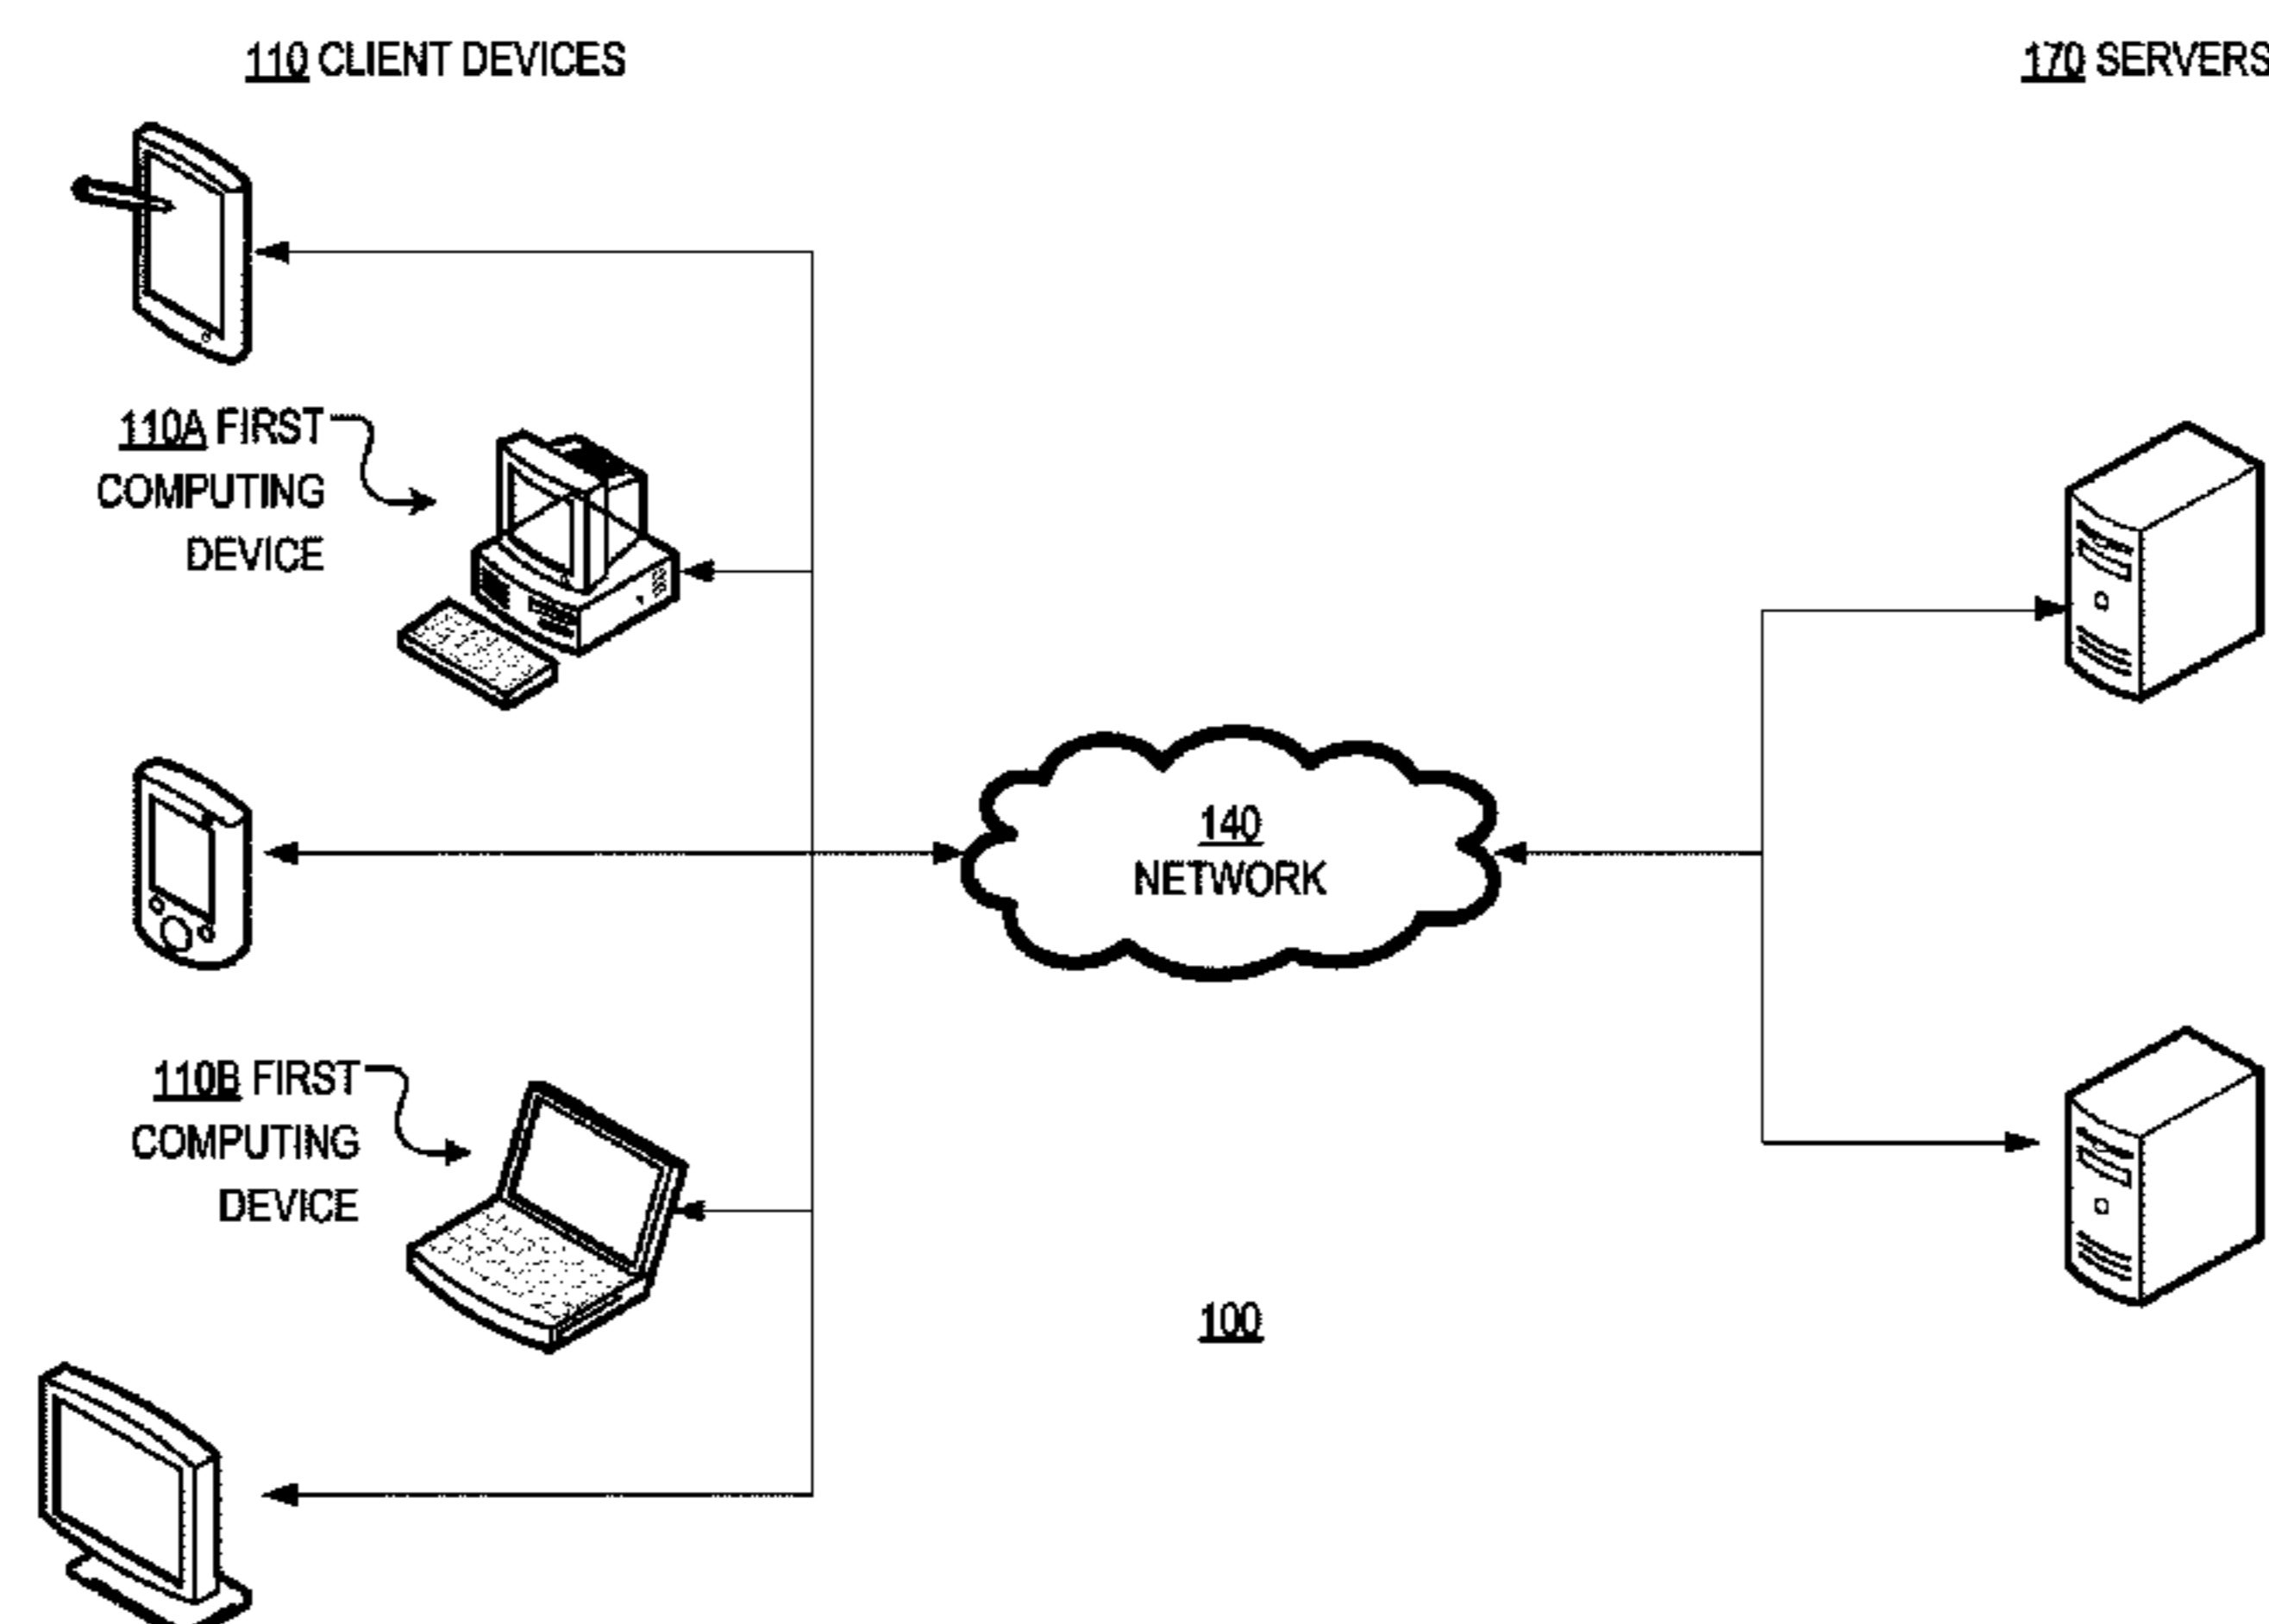 110 CLIENT DEVICES
170 SERVERS
110A FIRST
COMPUTING
DEVICE
140
NETWORK
110B FIRST
COMPUTING
DEVICE
100